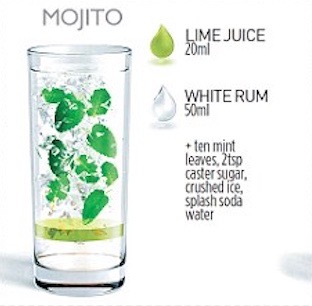 MOJITO
LIME JUICE
20ml
WHITE RUM
50ml
+ ten mint
leaves, 2tsp
caster sugar,
crushed ice,
splash soda
water